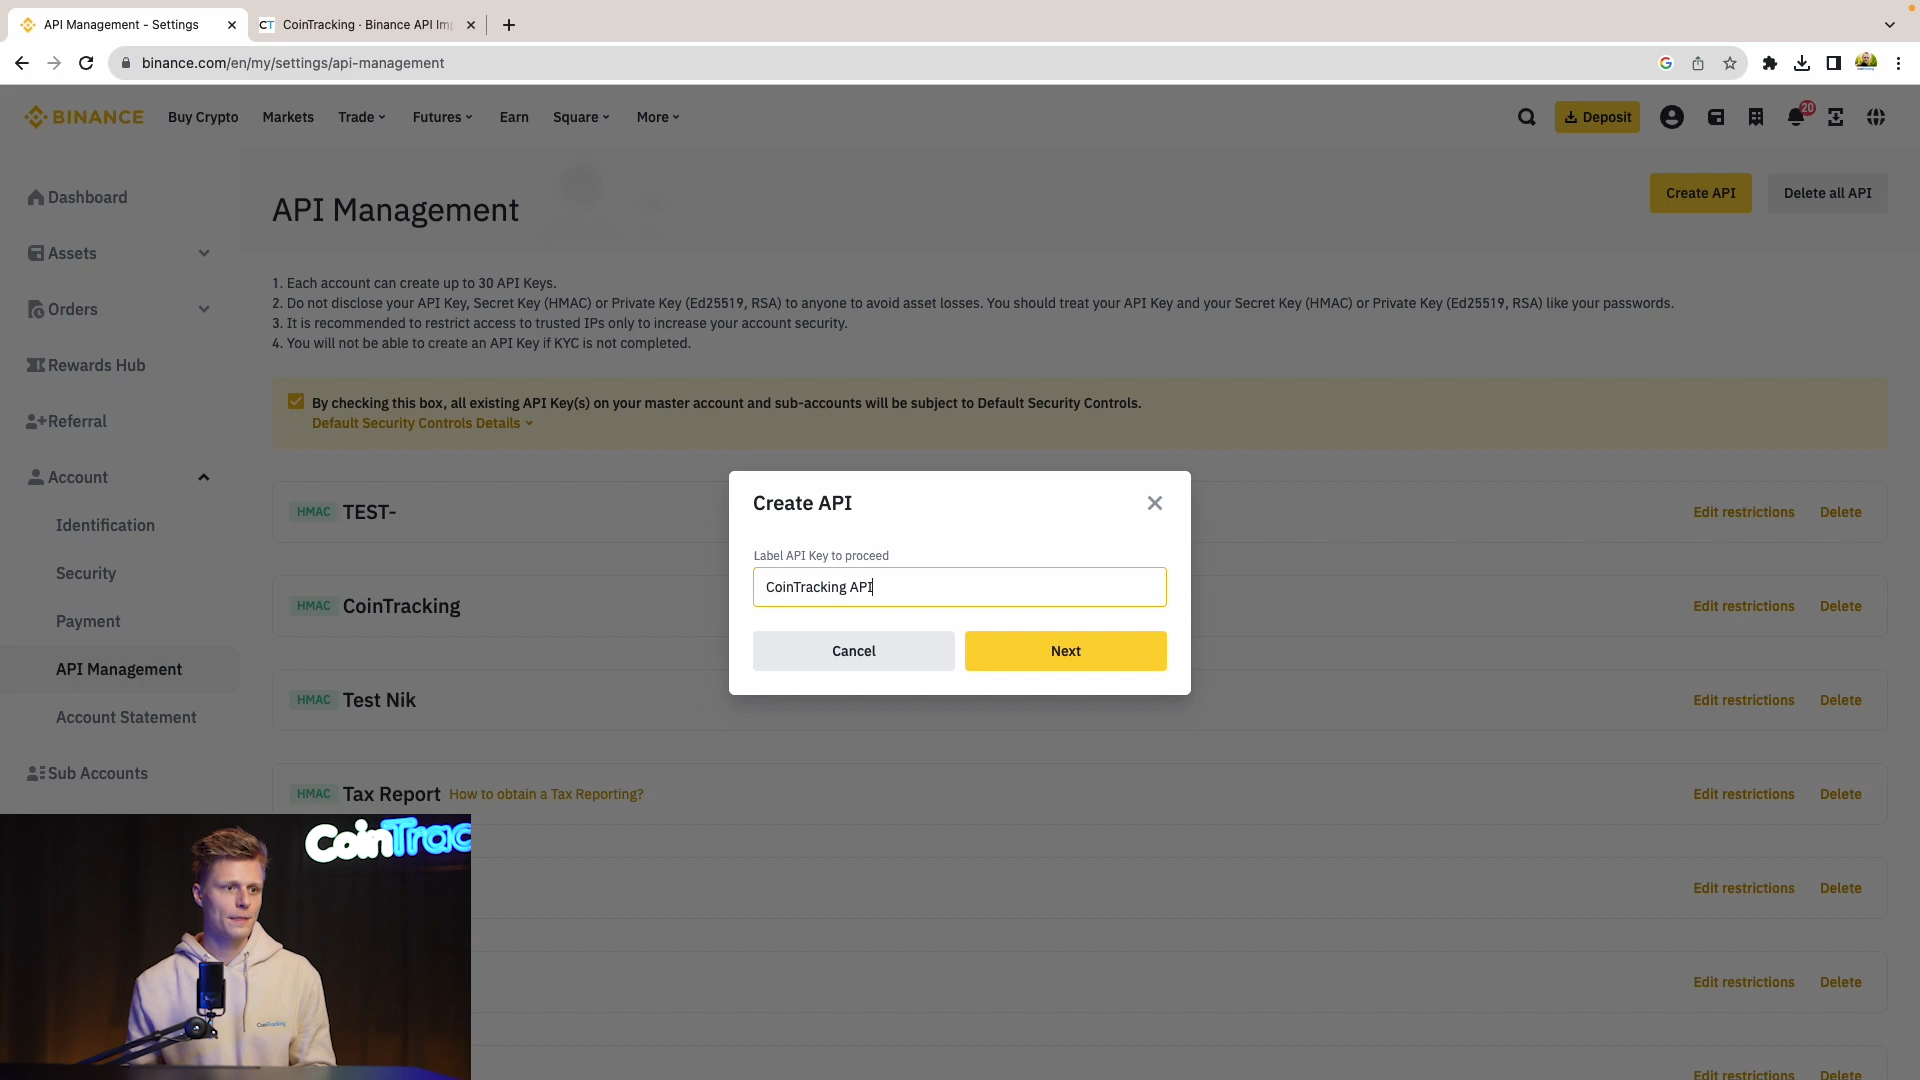 API Management - Settings
CoinTracking · Binance API Im
binance.com/en/my/settings/api-management
BINANCE
Buy Crypto
Markets
Trade
Futures
Earn
Square
More
Deposit
20
Dashboard
Assets
Orders
Rewards Hub
Referral
Account
Identification
Security
Payment
API Management
Account Statement
Sub Accounts
API Management
Create API
Delete all API
1. Each account can create up to 30 API Keys.
2. Do not disclose your API Key, Secret Key (HMAC) or Private Key (Ed25519, RSA) to anyone to avoid asset losses. You should treat your API Key and your Secret Key (HMAC) or Private Key (Ed25519, RSA) like your passwords.
3. It is recommended to restrict access to trusted IPs only to increase your account security.
4. You will not be able to create an API Key if KYC is not completed.
By checking this box, all existing API Key(s) on your master account and sub-accounts will be subject to Default Security Controls.
Default Security Controls Details
HMAC TEST-
Edit restrictions Delete
HMAC CoinTracking
Edit restrictions Delete
HMAC Test Nik
Edit restrictions Delete
HMAC Tax Report How to obtain a Tax Reporting?
Edit restrictions Delete
Edit restrictions Delete
Edit restrictions Delete
Edit restrictions Delete
Create API
Label API Key to proceed
CoinTracking API
Cancel
Next
CoinTrac
CoinTracking